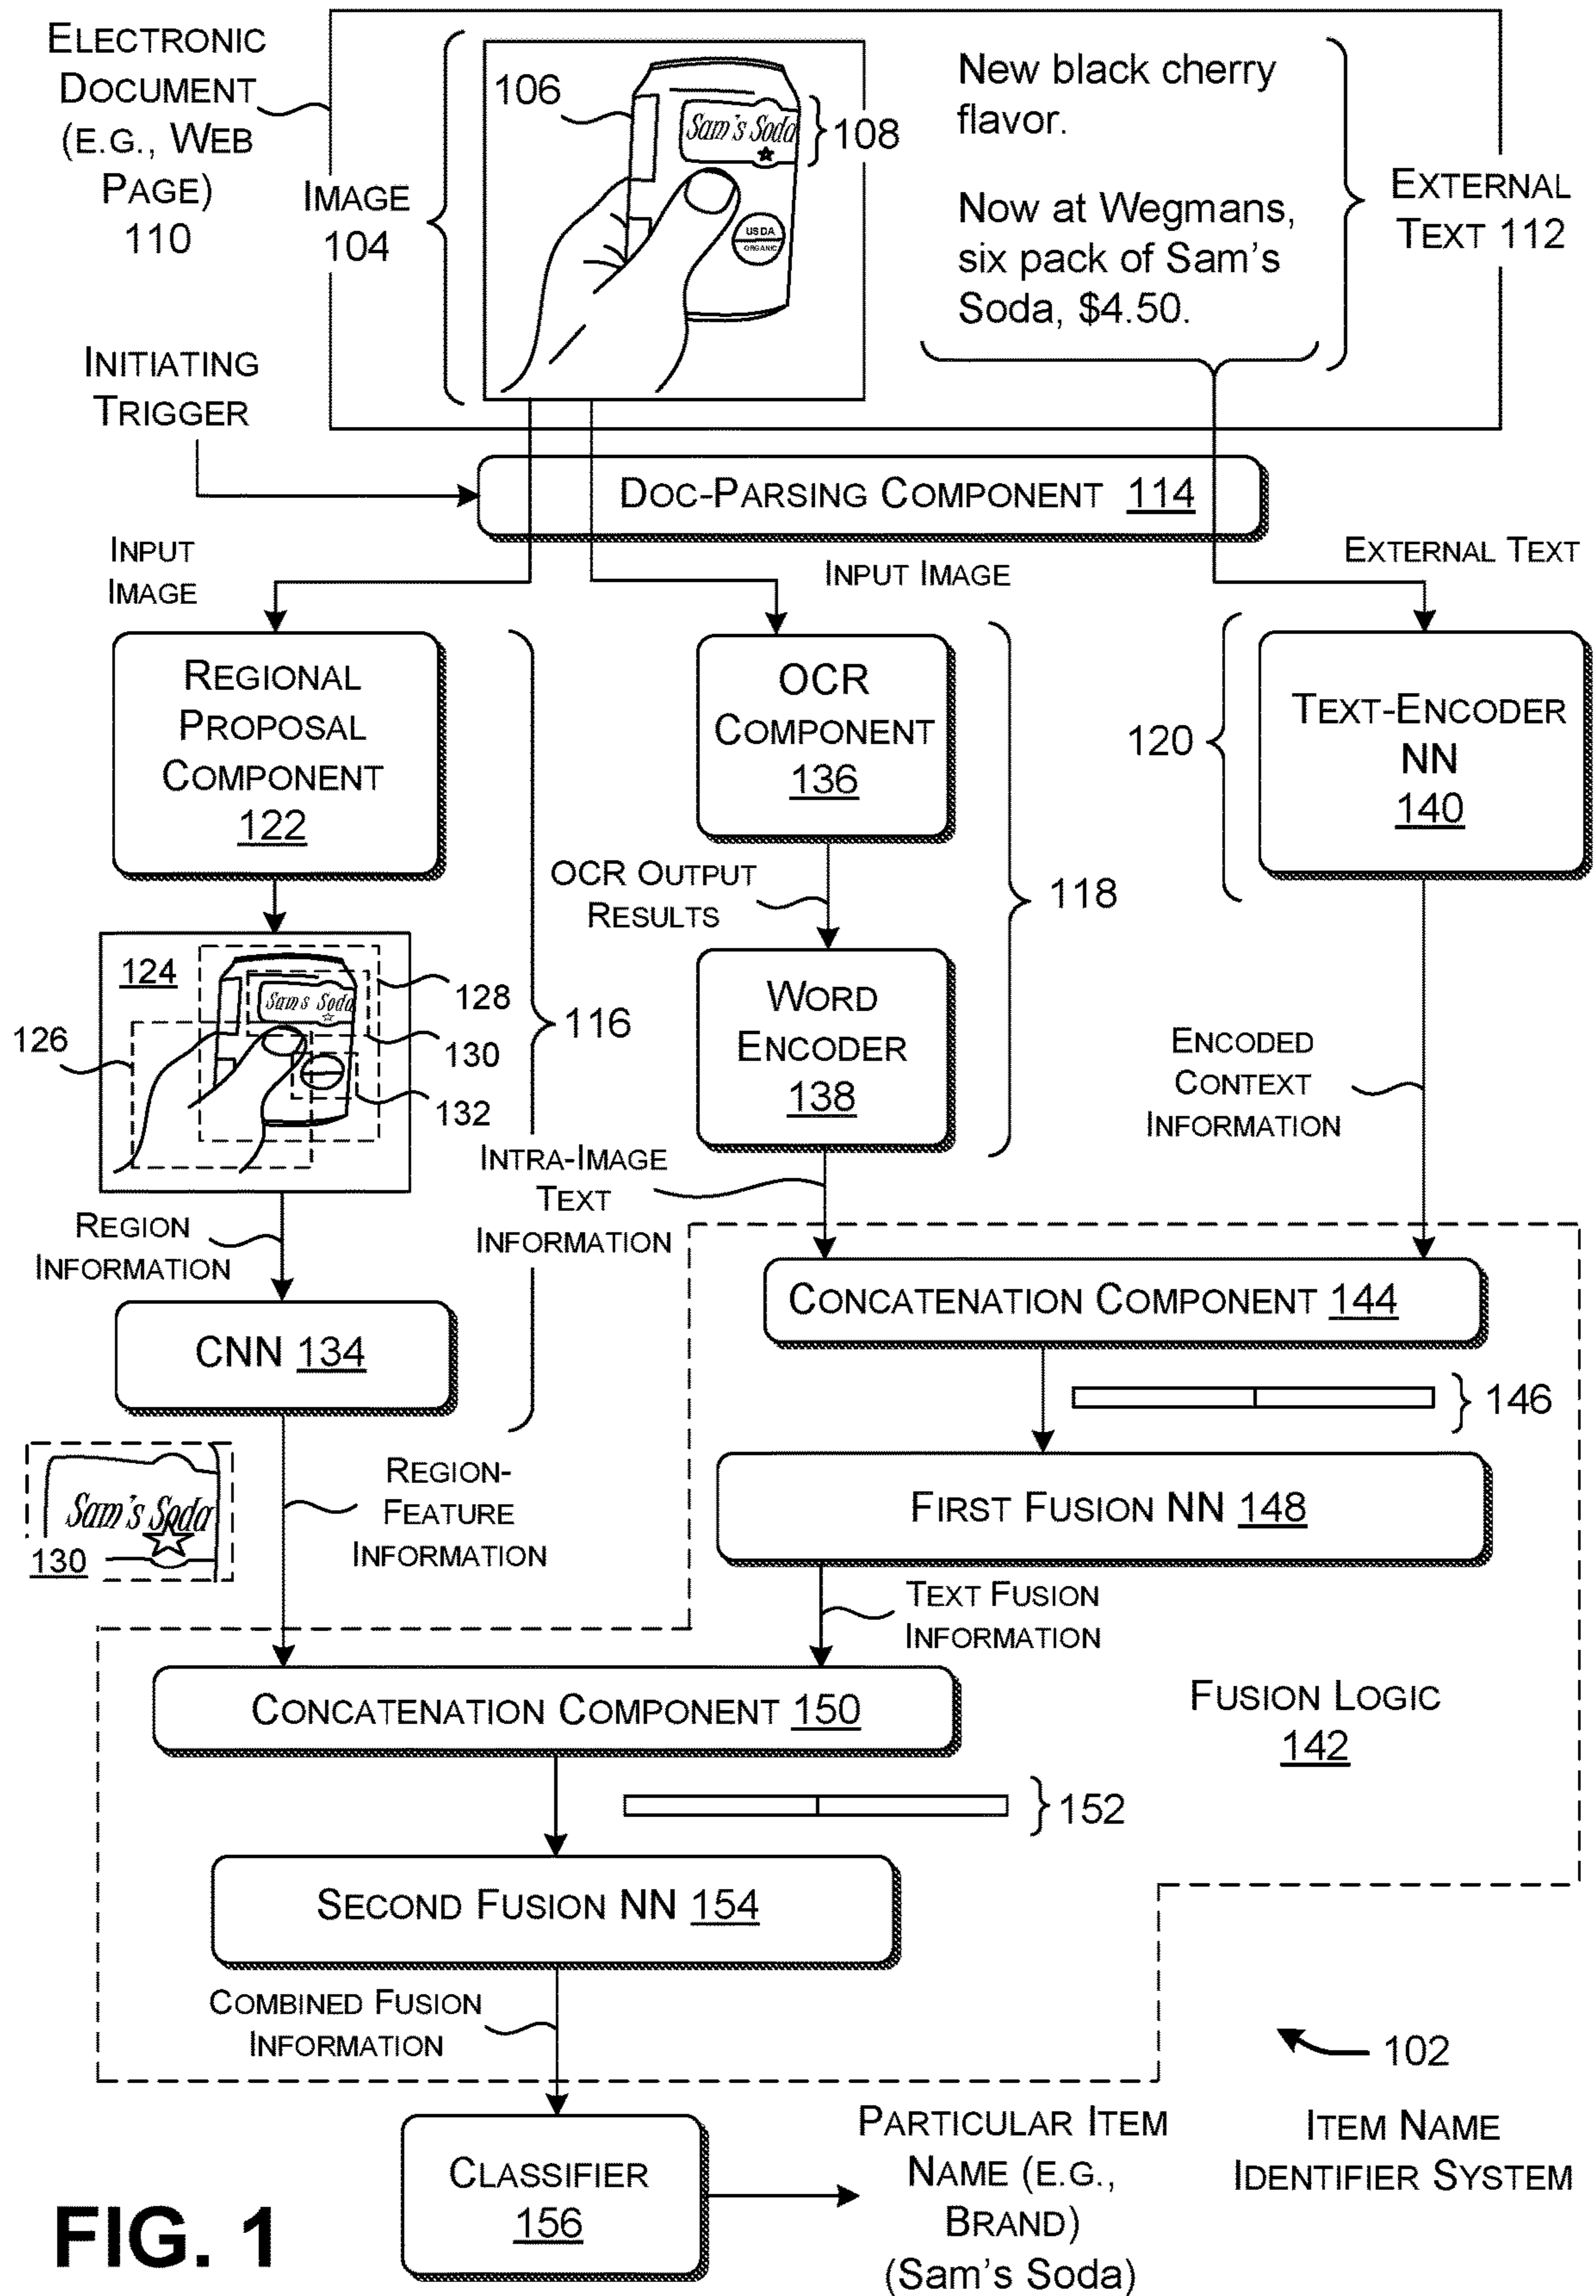 ELECTRONIC
DOCUMENT
(E.G., WEB
PAGE)
110
IMAGE
104
106
Sam's Soda
108
USDA
ORGANIC
New black cherry
flavor.
Now at Wegmans,
six pack of Sam's
Soda, $4.50.
EXTERNAL
TEXT 112
INITIATING
TRIGGER
DOC-PARSING COMPONENT 114
INPUT
IMAGE
INPUT IMAGE
EXTERNAL TEXT
REGIONAL
PROPOSAL
COMPONENT
122
OCR
COMPONENT
136
120
TEXT-ENCODER
NN
140
OCR OUTPUT
RESULTS
118
124
Sams Soda
128
126
130
132
116
WORD
ENCODER
138
ENCODED
CONTEXT
INFORMATION
INTRA-IMAGE
TEXT
INFORMATION
REGION
INFORMATION
CONCATENATION COMPONENT 144
CNN 134
146
Sam's Soda
130
REGION-
FEATURE
INFORMATION
FIRST FUSION NN 148
TEXT FUSION
INFORMATION
CONCATENATION COMPONENT 150
FUSION LOGIC
142
152
SECOND FUSION NN 154
COMBINED FUSION
INFORMATION
102
ITEM NAME
IDENTIFIER SYSTEM
CLASSIFIER
156
PARTICULAR ITEM
NAME (E.G.,
BRAND)
(Sam's Soda)
FIG. 1